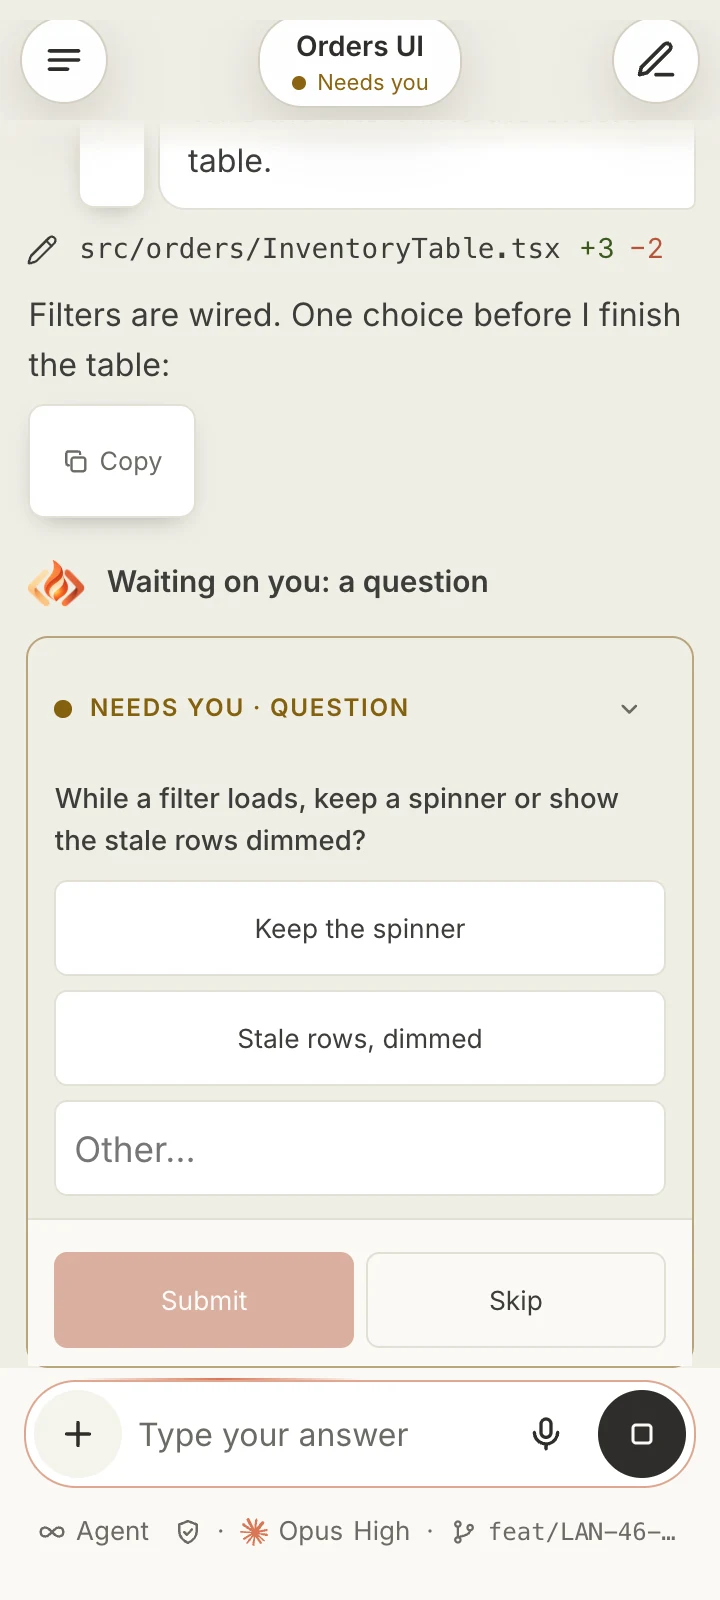 Orders UI
Needs you
table.
src/orders/InventoryTable.tsx +3 −2
Filters are wired. One choice before I finish
the table:
Copy
Waiting on you: a question
NEEDS YOU · QUESTION
While a filter loads, keep a spinner or show
the stale rows dimmed?
Keep the spinner
Stale rows, dimmed
Other...
Submit
Skip
Type your answer
Agent · Opus High · feat/LAN-46-…